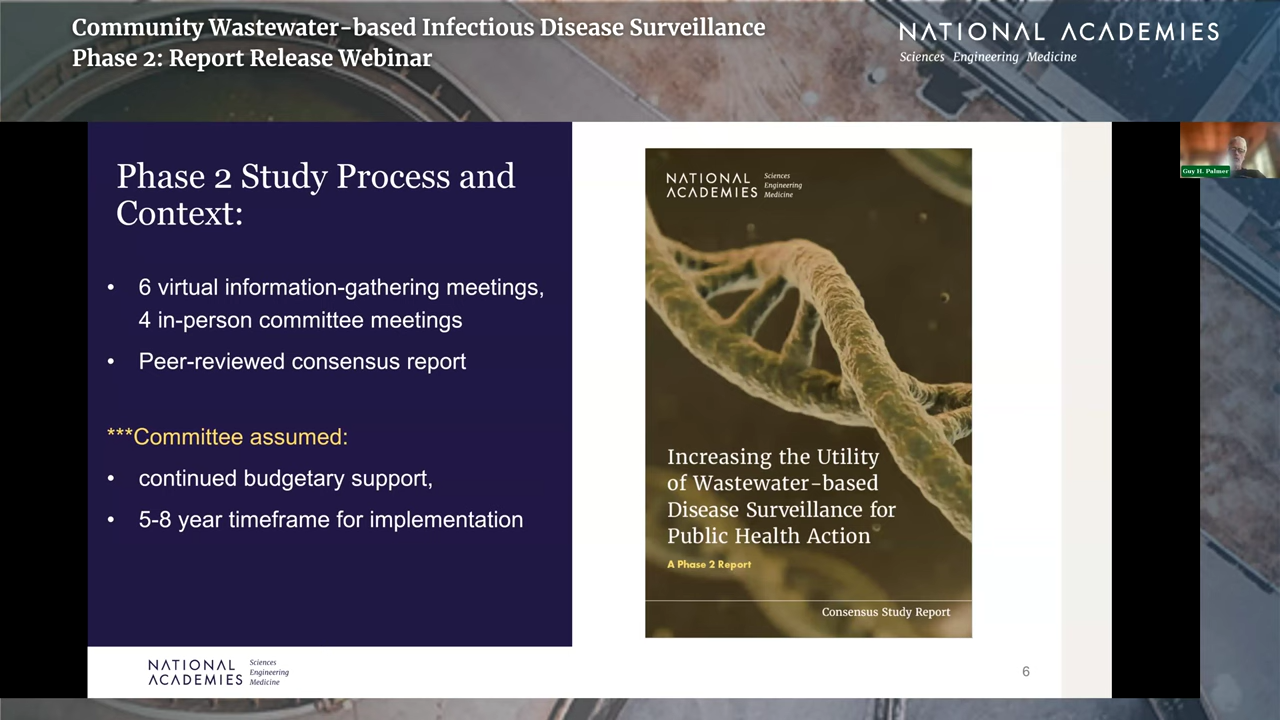 Community Wastewater-based Infectious Disease Surveillance
Phase 2: Report Release Webinar
NATIONAL ACADEMIES
Sciences Engineering Medicine
Phase 2 Study Process and
Context:
• 6 virtual information-gathering meetings,
4 in-person committee meetings
• Peer-reviewed consensus report
***Committee assumed:
• continued budgetary support,
• 5-8 year timeframe for implementation
NATIONAL
ACADEMIES
Sciences
Engineering
Medicine
Increasing the Utility
of Wastewater-based
Disease Surveillance for
Public Health Action
A Phase 2 Report
Consensus Study Report
Guy H. Palmer
NATIONAL
ACADEMIES
Sciences
Engineering
Medicine
6